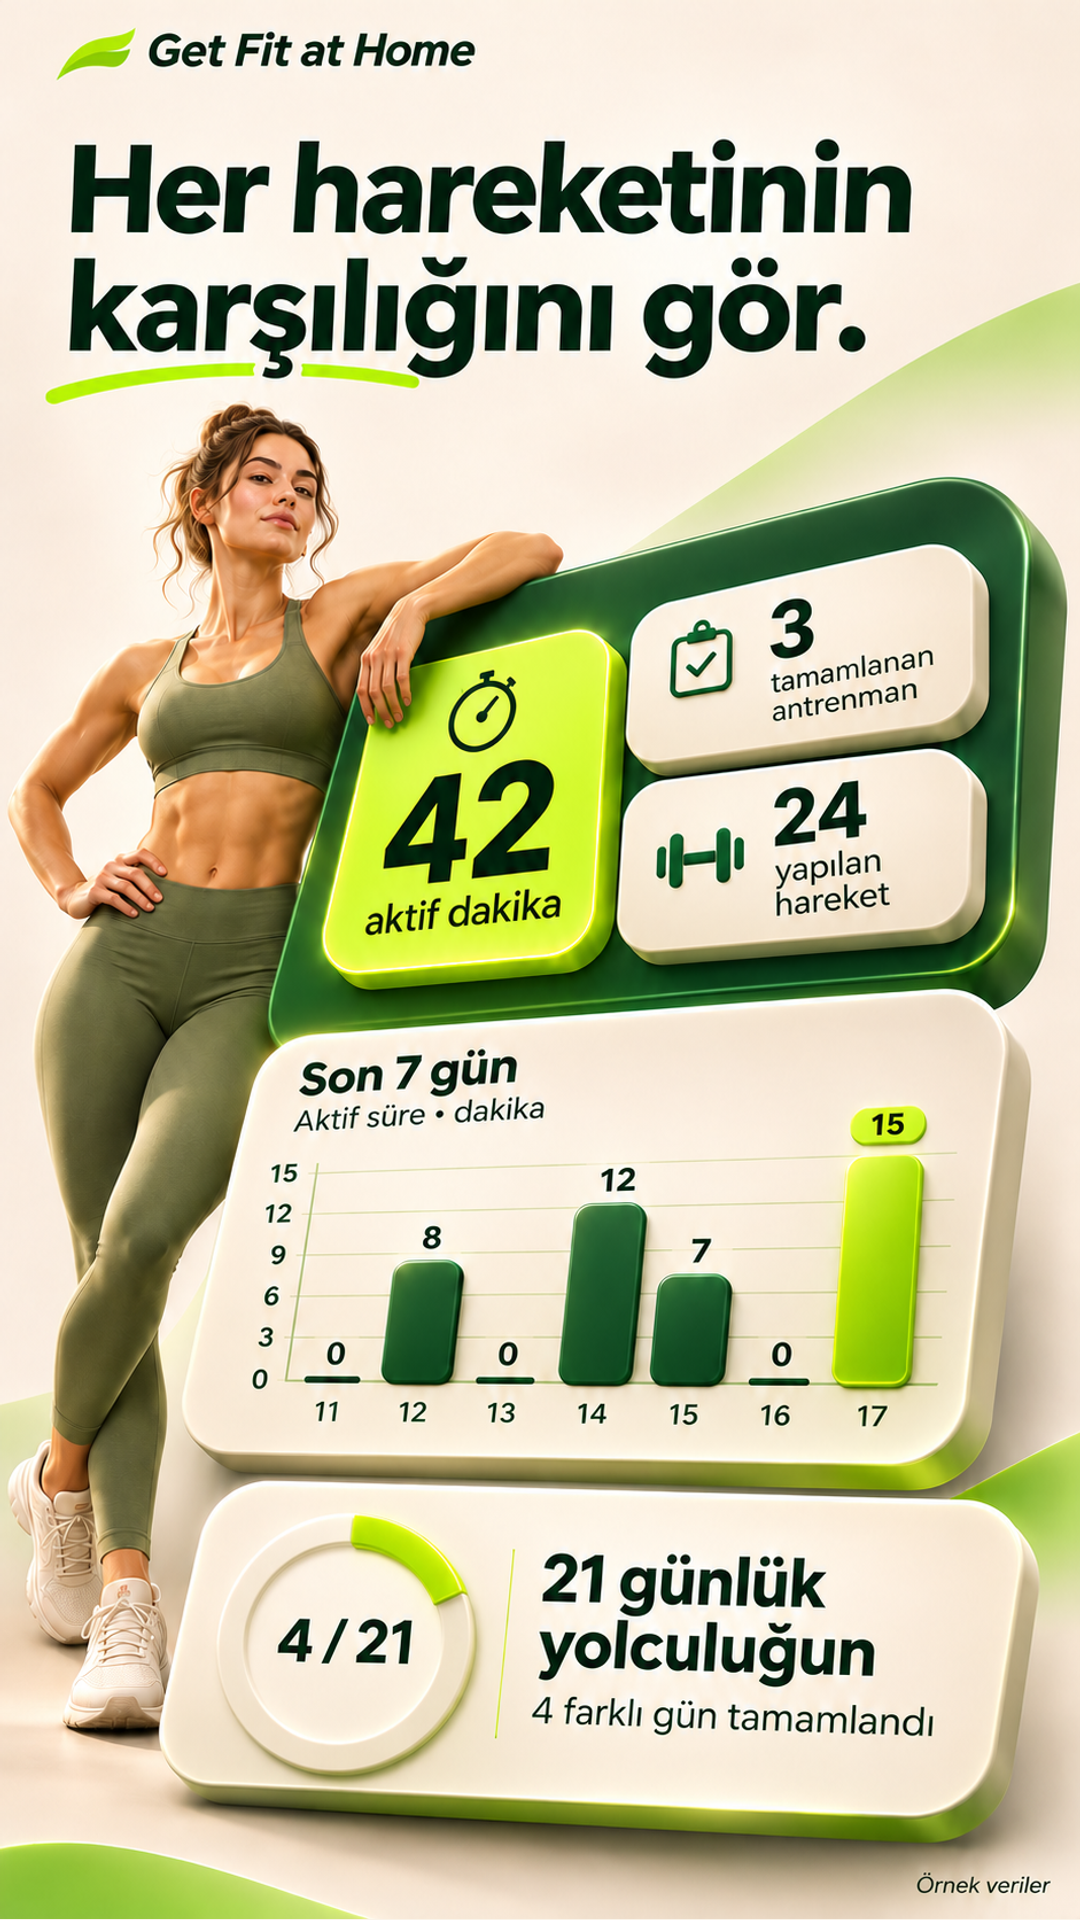 Get Fit at Home
Her hareketinin
karşılığını gör.
42
aktif dakika
3
tamamlanan
antrenman
24
yapılan
hareket
Son 7 gün
Aktif süre • dakika
15
12
9
6
3
0
0
8
0
12
7
0
15
11 12 13 14 15 16 17
4 / 21
21 günlük
yolculuğun
4 farklı gün tamamlandı
Örnek veriler